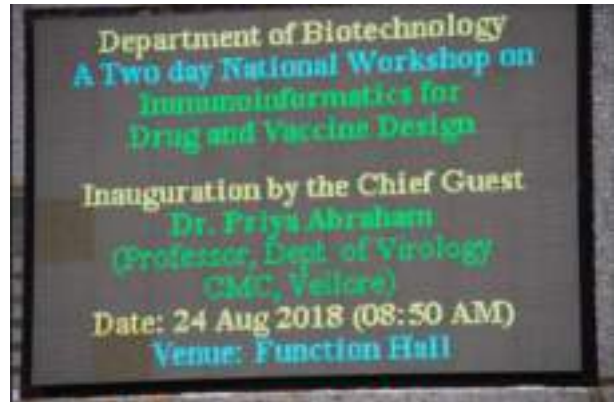 Department of Biotechnology
A Two day National Workshop on
Immunoinformatics for
Drug and Vaccine Design
Inauguration by the Chief Guest
Dr. Priya Abraham
(Professor, Dept. of Virology
CMC, Vellore)
Date: 24 Aug 2018 (08:50 AM)
Venue: Function Hall